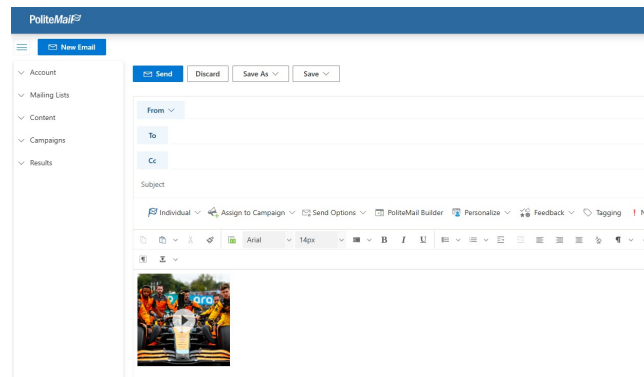 PoliteMail
New Email
Account
Mailing Lists
Content
Campaigns
Results
Send Discard Save As Save
From
To
Cc
Subject
Individual Assign to Campaign Send Options PoliteMail Builder Personalize Feedback Tagging ! N
Arial 14px B I U
aro